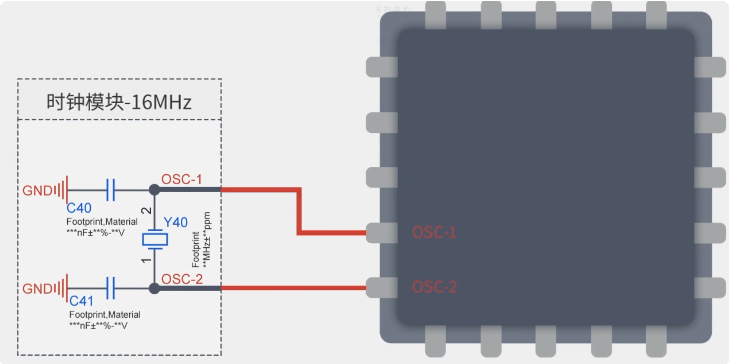 时钟模块-16MHz
OSC-1
GND
C40
Footprint,Material
***nF±**%-**V
2
Y40
1
Footprint
**MHz±**ppm
OSC-2
GND
C41
Footprint,Material
***nF±**%-**V
OSC-1
OSC-2